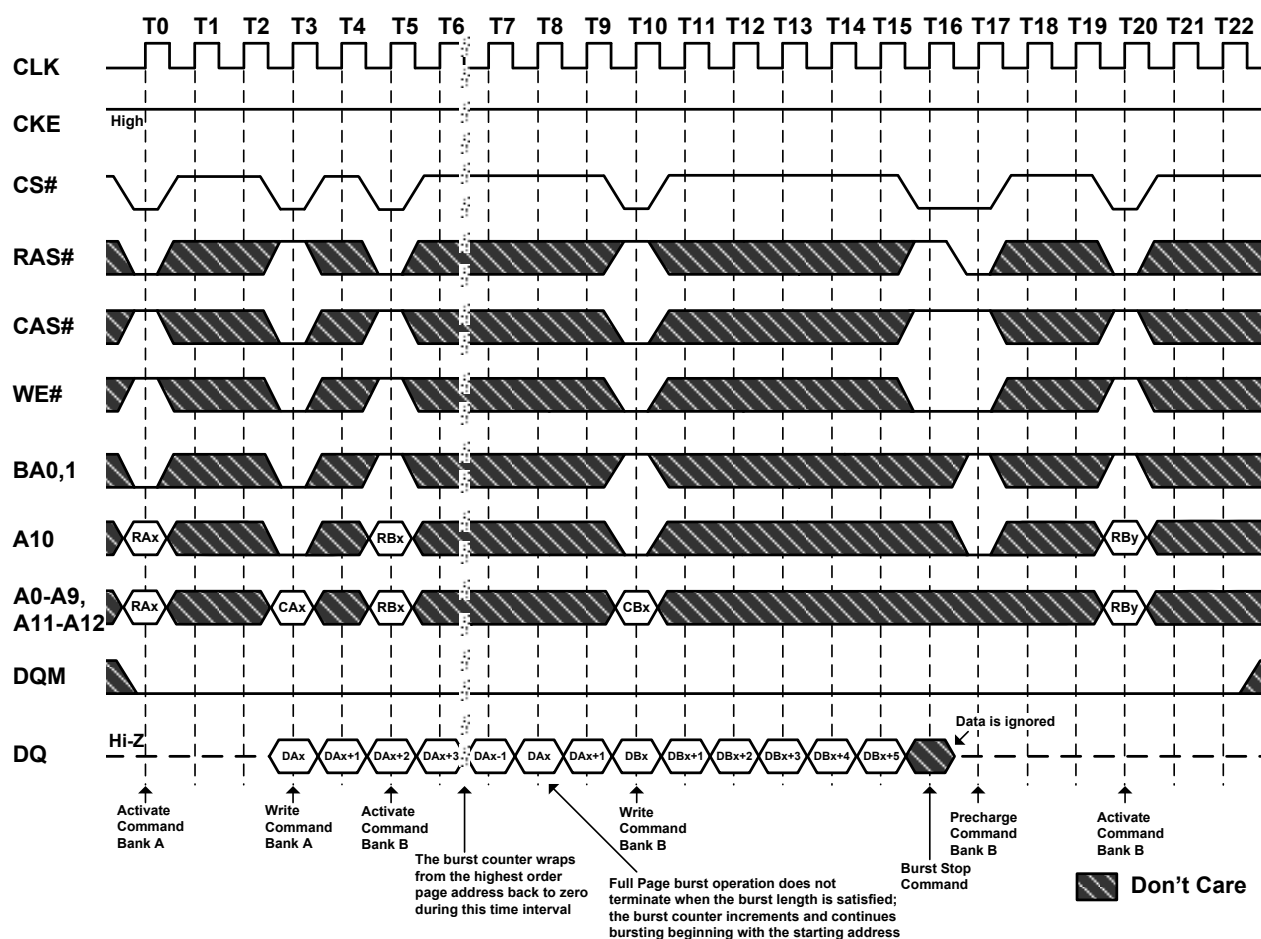 T0 T1 T2 T3 T4 T5 T6 T7 T8 T9 T10 T11 T12 T13 T14 T15 T16 T17 T18 T19 T20 T21 T22
CLK
CKE
High
CS#
RAS#
CAS#
WE#
BA0,1
A10
RAx RBx RBy
A0-A9,
A11-A12
RAx CAx RBx CBx RBy
DQM
DQ
Hi-Z
DAx DAx+1 DAx+2 DAx+3 DAx-1 DAx DAx+1 DBx DBx+1 DBx+2 DBx+3 DBx+4 DBx+5
Data is ignored
Activate
Command
Bank A
Write
Command
Bank A
Activate
Command
Bank B
The burst counter wraps
from the highest order
page address back to zero
during this time interval
Full Page burst operation does not
terminate when the burst length is satisfied;
the burst counter increments and continues
bursting beginning with the starting address
Write
Command
Bank B
Burst Stop
Command
Precharge
Command
Bank B
Activate
Command
Bank B
Don't Care